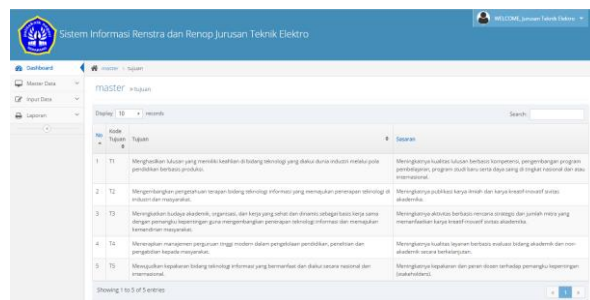 WELCOME, Jurusan Teknik Elektro
Sistem Informasi Renstra dan Renop Jurusan Teknik Elektro
Dashboard
master › tujuan
Master Data
Input Data
Laporan
master » tujuan
Display 10 records
Search:
No Kode Tujuan Tujuan Sasaran
1 T1 Menghasilkan lulusan yang memiliki keahlian di bidang teknologi yang diakui dunia industri melalui pola
pendidikan berbasis produksi.
Meningkatnya kualitas lulusan berbasis kompetensi, pengembangan program
pembelajaran, program studi baru serta daya saing di tingkat nasional dan atau
internasional.
2 T2 Mengembangkan pengetahuan terapan bidang teknologi informasi yang memajukan penerapan teknologi di
industri dan masyarakat.
Meningkatnya publikasi karya ilmiah dan karya kreatif inovatif sivitas
akademika.
3 T3 Meningkatkan budaya akademik, organisasi, dan kerja yang sehat dan dinamis sebagai basis kerja sama
dengan pemangku kepentingan guna mengembangkan penerapan teknologi informasi dan memajukan
kemandirian masyarakat.
Meningkatnya aktivitas berbasis rencana strategis dan jumlah mitra yang
memanfaatkan karya kreatif inovatif sivitas akademika.
4 T4 Menerapkan manajemen perguruan tinggi modern dalam pengelolaan pendidikan, penelitian dan
pengabdian kepada masyarakat.
Meningkatnya kualitas layanan berbasis evaluasi bidang akademik dan non-
akademik secara berkelanjutan.
5 T5 Mewujudkan kepakaran bidang teknologi informasi yang bermanfaat dan diakui secara nasional dan
internasional.
Meningkatnya kepakaran dan peran dosen terhadap pemangku kepentingan
(stakeholders).
Showing 1 to 5 of 5 entries
1